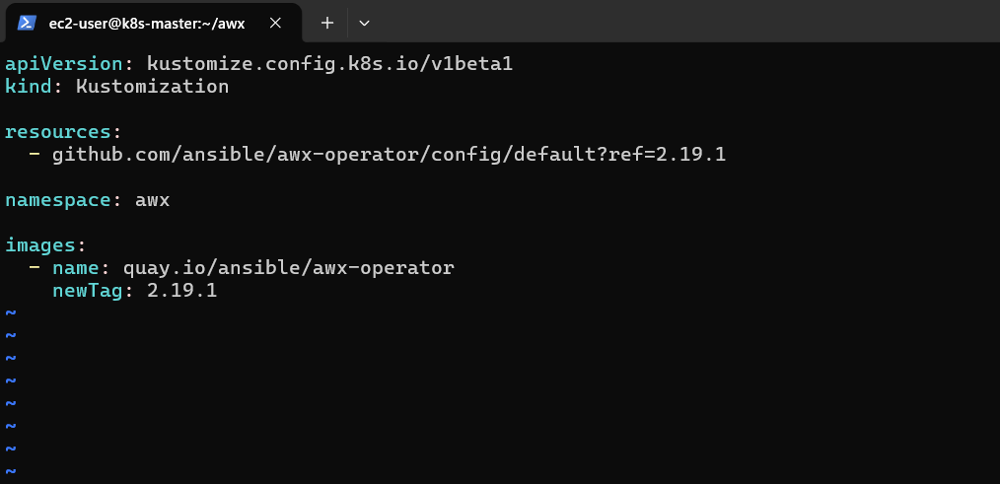 ec2-user@k8s-master:~/awx
apiVersion: kustomize.config.k8s.io/v1beta1
kind: Kustomization
resources:
  - github.com/ansible/awx-operator/config/default?ref=2.19.1
namespace: awx
images:
  - name: quay.io/ansible/awx-operator
    newTag: 2.19.1
~
~
~
~
~
~
~
~